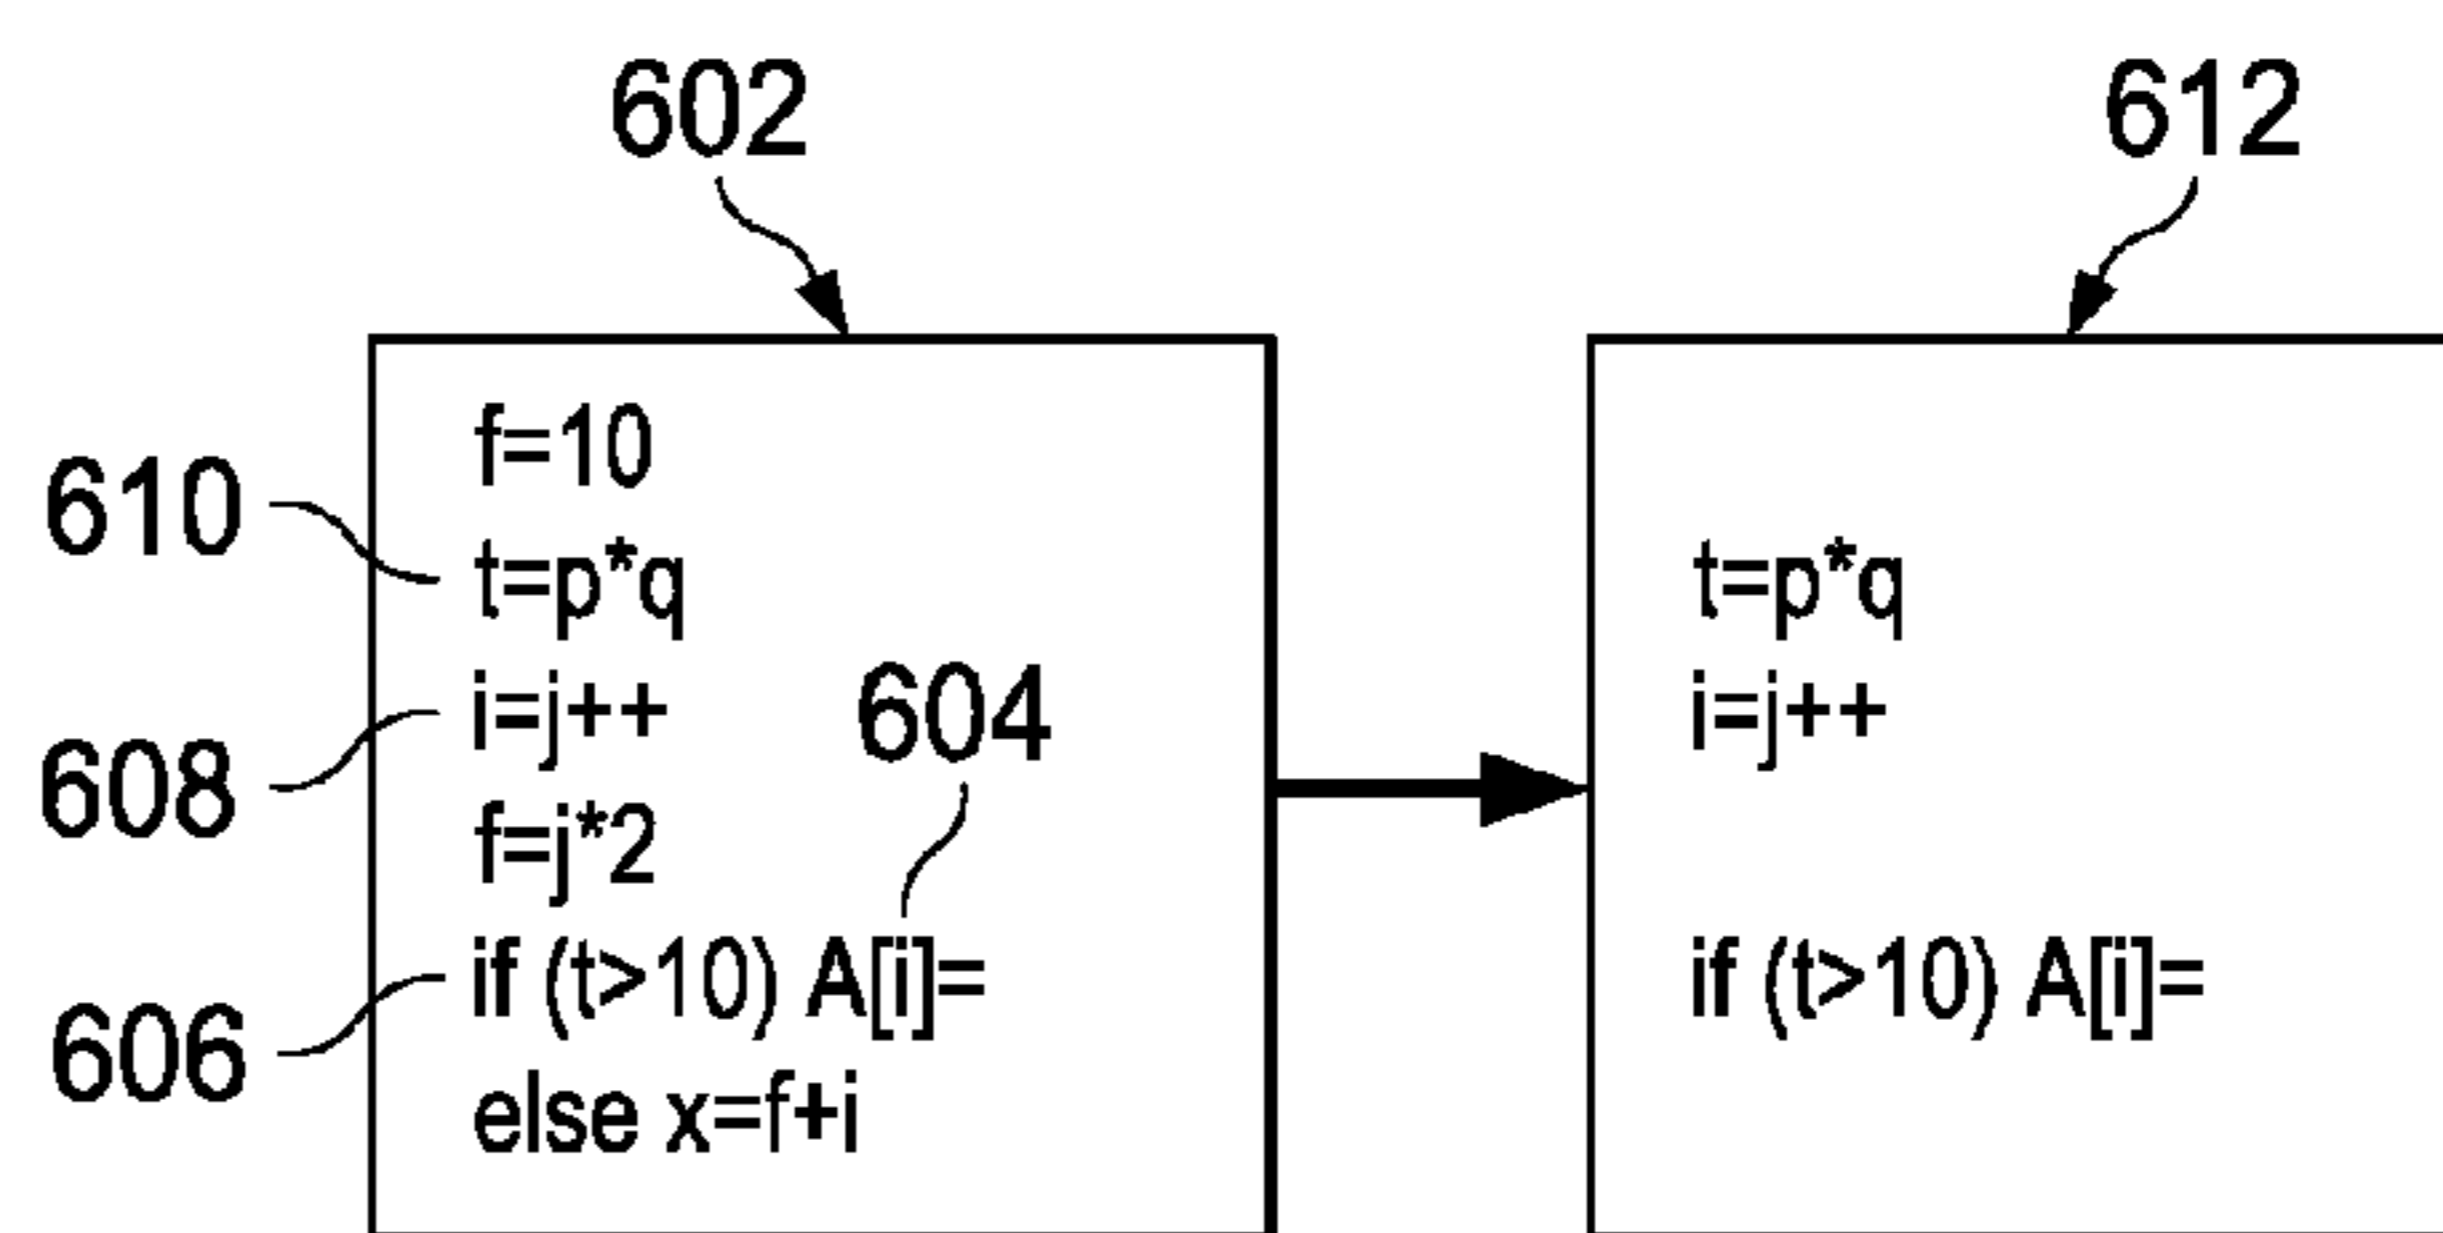 602
612
f=10
610
t=p*q
608
i=j++
604
f=j*2
606
if (t>10) A[i]=
else x=f+i
t=p*q
i=j++
if (t>10) A[i]=